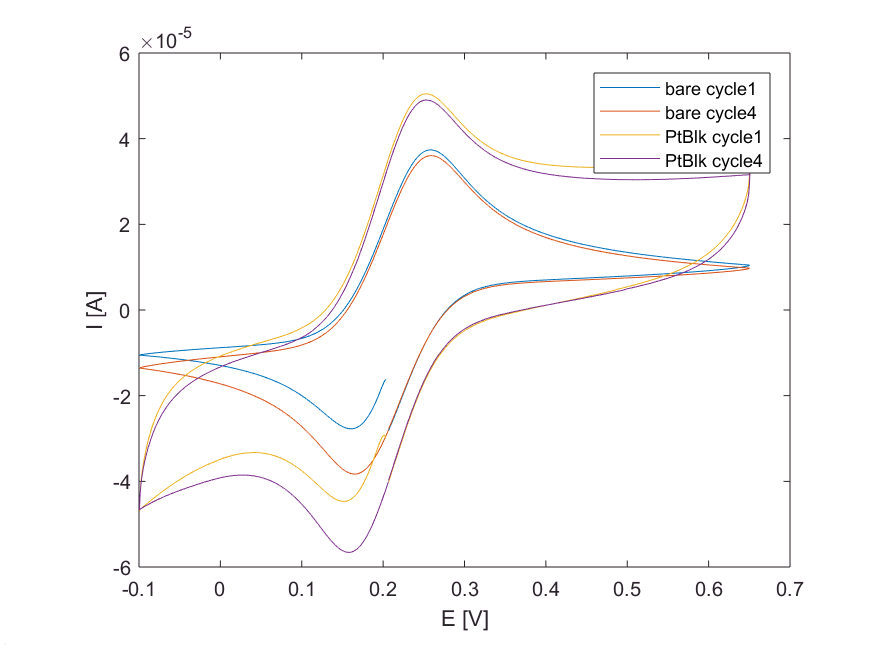 ×10-5
6
4
2
0
-2
-4
-6
-0.1 0 0.1 0.2 0.3 0.4 0.5 0.6 0.7
E [V]
I [A]
bare cycle1
bare cycle4
PtBlk cycle1
PtBlk cycle4